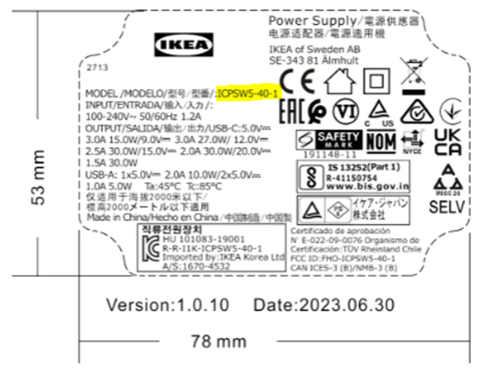 Power Supply/電源供應器
电源适配器/電源適用機
IKEA of Sweden AB
SE-343 81 Älmhult
IKEA
2713
MODEL/MODELO/型号/型番/:ICPSW5-40-1
INPUT/ENTRADA/输入/入力/:
100-240V~ 50/60Hz 1.2A
OUTPUT/SALIDA/输出/出力/USB-C:5.0V⎓
3.0A 15.0W/9.0V⎓ 3.0A 27.0W/ 12.0V⎓
2.5A 30.0W/15.0V⎓ 2.0A 30.0W/20.0V⎓
1.5A 30.0W
USB-A: 1x5.0V⎓ 2.0A 10.0W/2x5.0V⎓
1.0A 5.0W Ta:45°C Tc:85°C
仅适用于海拔2000米以下/
標高2000メートル以下適用
Made in China/Hecho en China/中国制造/中国製
CE
EAC
VI
C US
SAFETY
MARK
191148-11
NOM
NYCE
UK
CA
IS 13252(Part 1)
R-41150754
www.bis.gov.in
SELV
イケア・ジャパン
株式会社
직류전원장치
HU 101083-19001
R-R-I1K-ICPSW5-40-1
Imported by:IKEA Korea Ltd
A/S:1670-4532
Certificado de aprobación
N° E-022-09-0076 Organismo de
Certificación:TÜV Rheinland Chile
FCC ID:FHO-ICPSW5-40-1
CAN ICES-3 (B)/NMB-3 (B)
53 mm
Version:1.0.10 Date:2023.06.30
78 mm